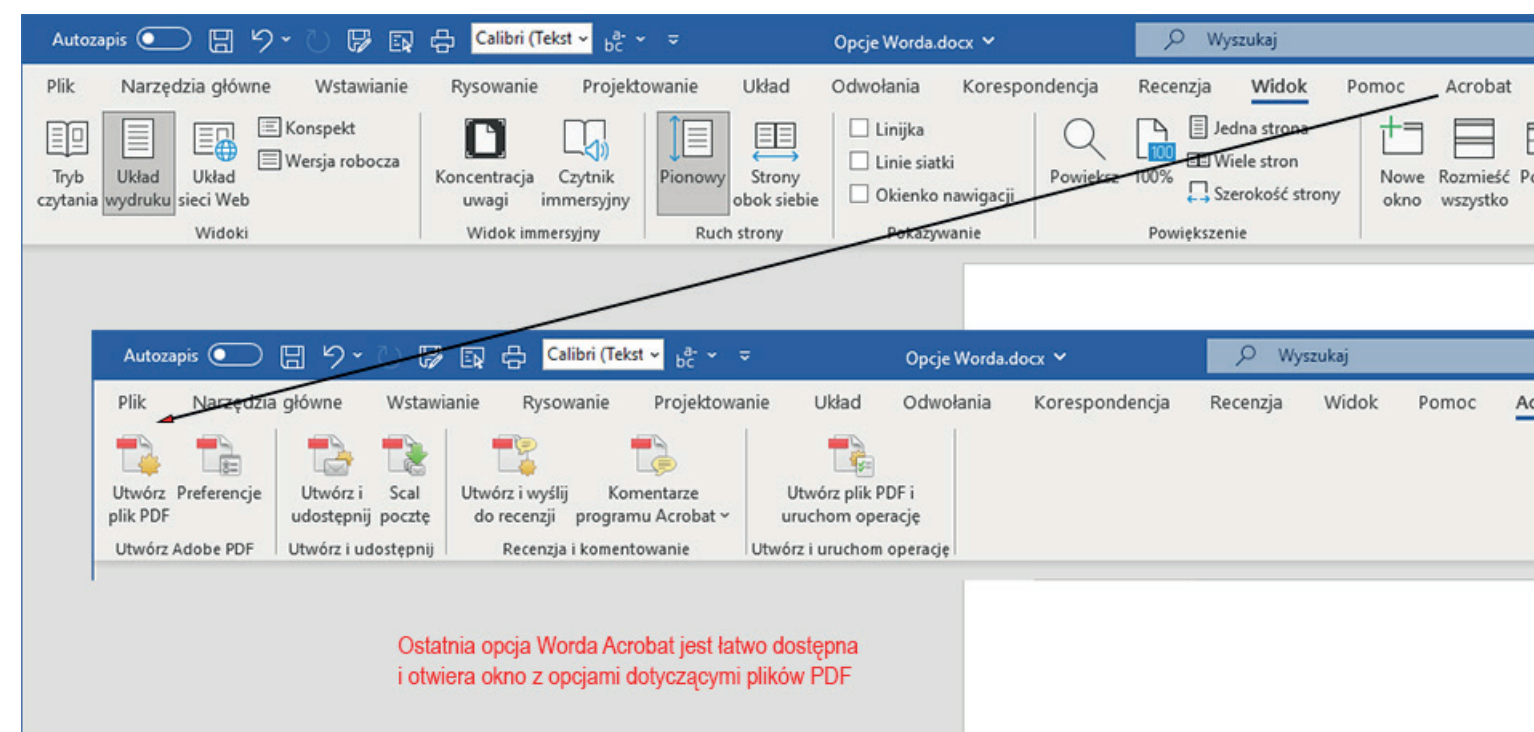 Autozapis Calibri (Tekst Opcje Worda.docx Wyszukaj
Plik Narzędzia główne Wstawianie Rysowanie Projektowanie Układ Odwołania Korespondencja Recenzja Widok Pomoc Acrobat
Konspekt Linijka Jedna strona
Wersja robocza Linie siatki 100 Wiele stron
Tryb Układ Układ Koncentracja Czytnik Pionowy Strony Okienko nawigacji Powiększ 100% Szerokość strony Nowe Rozmieść
czytania wydruku sieci Web uwagi immersyjny obok siebie okno wszystko
Widoki Widok immersyjny Ruch strony Pokazywanie Powiększenie
Autozapis Calibri (Tekst Opcje Worda.docx Wyszukaj
Plik Narzędzia główne Wstawianie Rysowanie Projektowanie Układ Odwołania Korespondencja Recenzja Widok Pomoc
Utwórz Preferencje Utwórz i Scal Utwórz i wyślij Komentarze Utwórz plik PDF i
plik PDF udostępnij pocztę do recenzji programu Acrobat uruchom operację
Utwórz Adobe PDF Utwórz i udostępnij Recenzja i komentowanie Utwórz i uruchom operację
Ostatnia opcja Worda Acrobat jest łatwo dostępna
i otwiera okno z opcjami dotyczącymi plików PDF